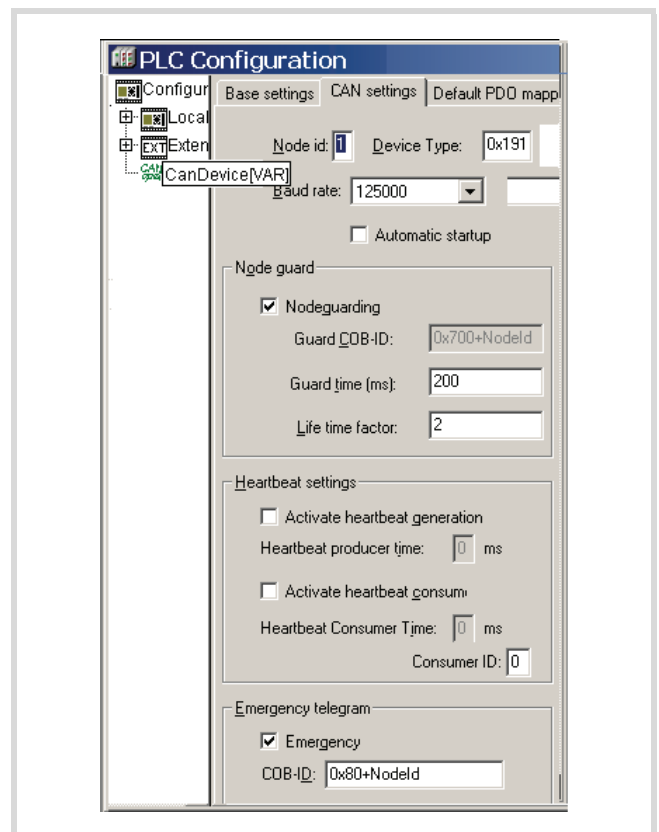 PLC Configuration
Configur
Local
EXT Exten
CanDevice[VAR]
Base settings CAN settings Default PDO mapp
Node id: 1 Device Type: 0x191
Baud rate: 125000
Automatic startup
Node guard
Nodeguarding
Guard COB-ID: 0x700+NodeId
Guard time (ms): 200
Life time factor: 2
Heartbeat settings
Activate heartbeat generation
Heartbeat producer time: 0 ms
Activate heartbeat consum
Heartbeat Consumer Time: 0 ms
Consumer ID: 0
Emergency telegram
Emergency
COB-ID: 0x80+NodeId